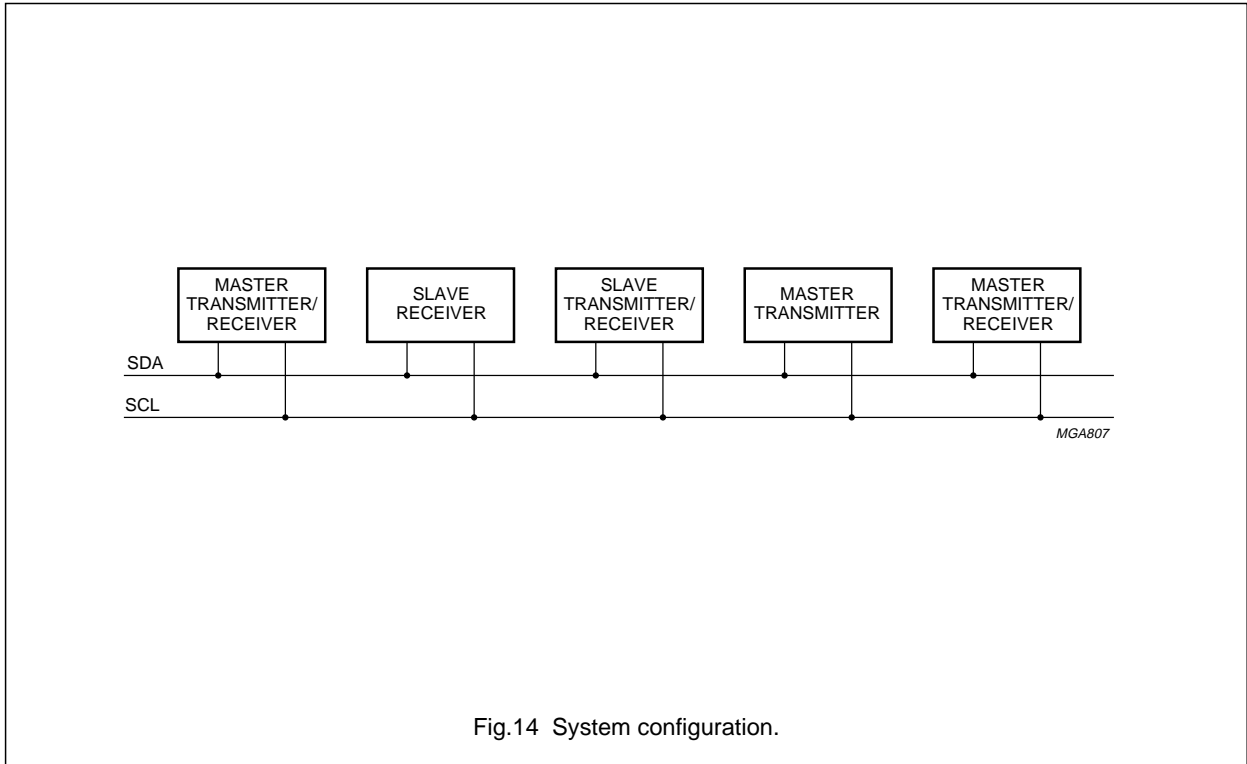 MASTER
TRANSMITTER/
RECEIVER
SLAVE
RECEIVER
SLAVE
TRANSMITTER/
RECEIVER
MASTER
TRANSMITTER
MASTER
TRANSMITTER/
RECEIVER
SDA
SCL
MGA807
Fig.14 System configuration.